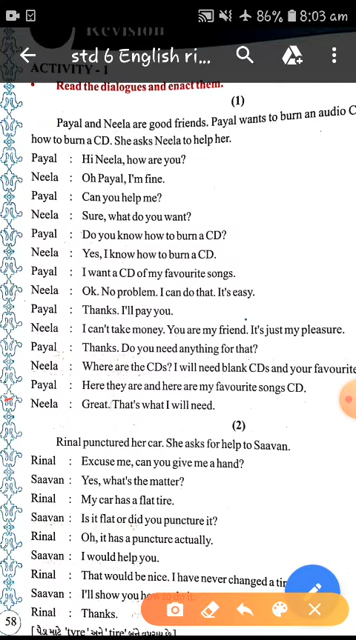 86% 8:03 am
Revision
std 6 English ri...
ACTIVITY - 1
• Read the dialogues and enact them.
(1)
Payal and Neela are good friends. Payal wants to burn an audio C
how to burn a CD. She asks Neela to help her.
Payal : Hi Neela, how are you?
Neela : Oh Payal, I'm fine.
Payal : Can you help me?
Neela : Sure, what do you want?
Payal : Do you know how to burn a CD?
Neela : Yes, I know how to burn a CD.
Payal : I want a CD of my favourite songs.
Neela : Ok. No problem. I can do that. It's easy.
Payal : Thanks. I'll pay you.
Neela : I can't take money. You are my friend. It's just my pleasure.
Payal : Thanks. Do you need anything for that?
Neela : Where are the CDs? I will need blank CDs and your favourite
Payal : Here they are and here are my favourite songs CD.
Neela : Great. That's what I will need.
(2)
Rinal punctured her car. She asks for help to Saavan.
Rinal : Excuse me, can you give me a hand?
Saavan : Yes, what's the matter?
Rinal : My car has a flat tire.
Saavan : Is it flat or did you puncture it?
Rinal : Oh, it has a puncture actually.
Saavan : I would help you.
Rinal : That would be nice. I have never changed a tir
Saavan : I'll show you how to do it.
Rinal : Thanks.
58
'tyre' અને 'tire'